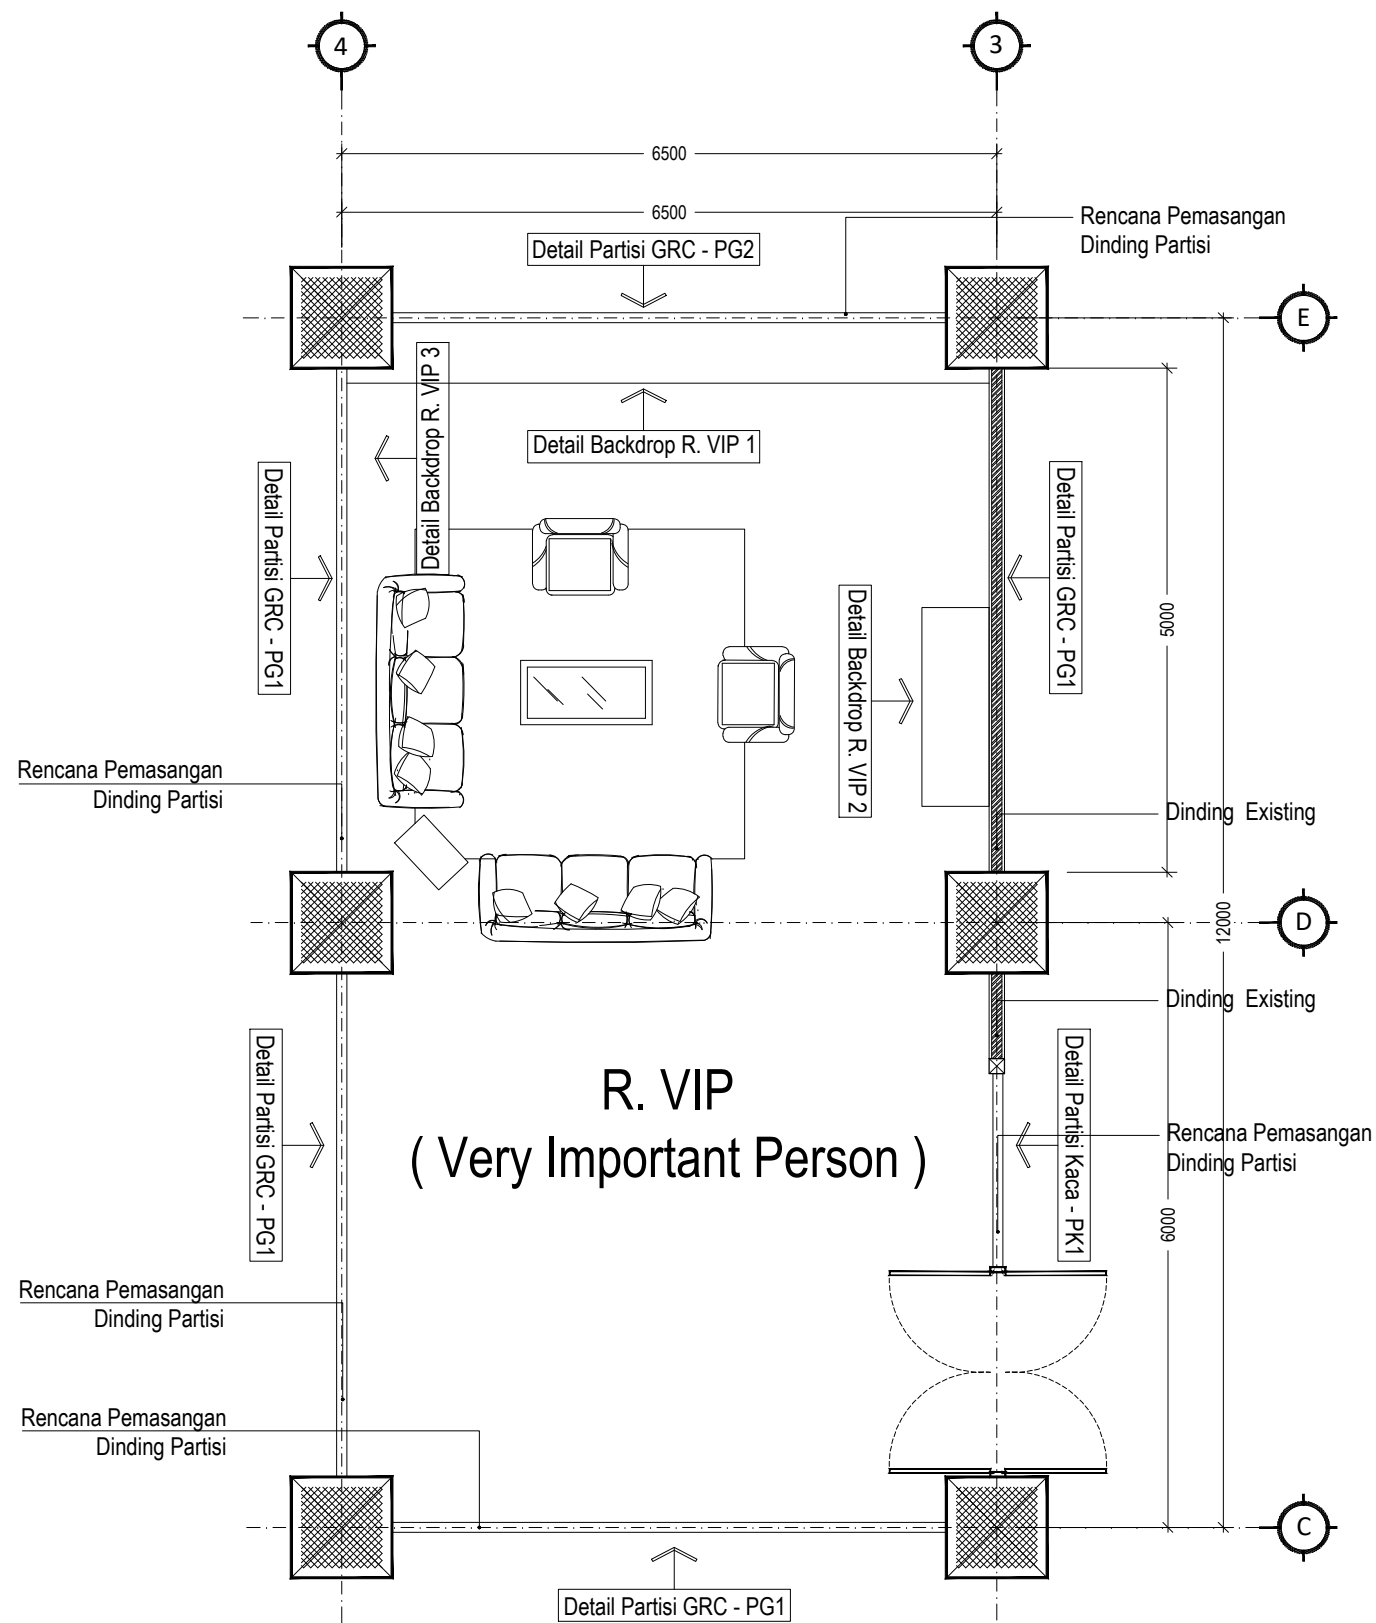 4
3
6500
6500
Rencana Pemasangan
Dinding Partisi
Detail Partisi GRC - PG2
E
Detail Backdrop R. VIP 3
Detail Backdrop R. VIP 1
Detail Partisi GRC - PG1
Detail Partisi GRC - PG1
5000
Detail Backdrop R. VIP 2
Rencana Pemasangan
Dinding Partisi
Dinding Existing
12000
D
Dinding Existing
Detail Partisi GRC - PG1
R. VIP
( Very Important Person )
Detail Partisi Kaca - PK1
Rencana Pemasangan
Dinding Partisi
6000
Rencana Pemasangan
Dinding Partisi
Rencana Pemasangan
Dinding Partisi
C
Detail Partisi GRC - PG1